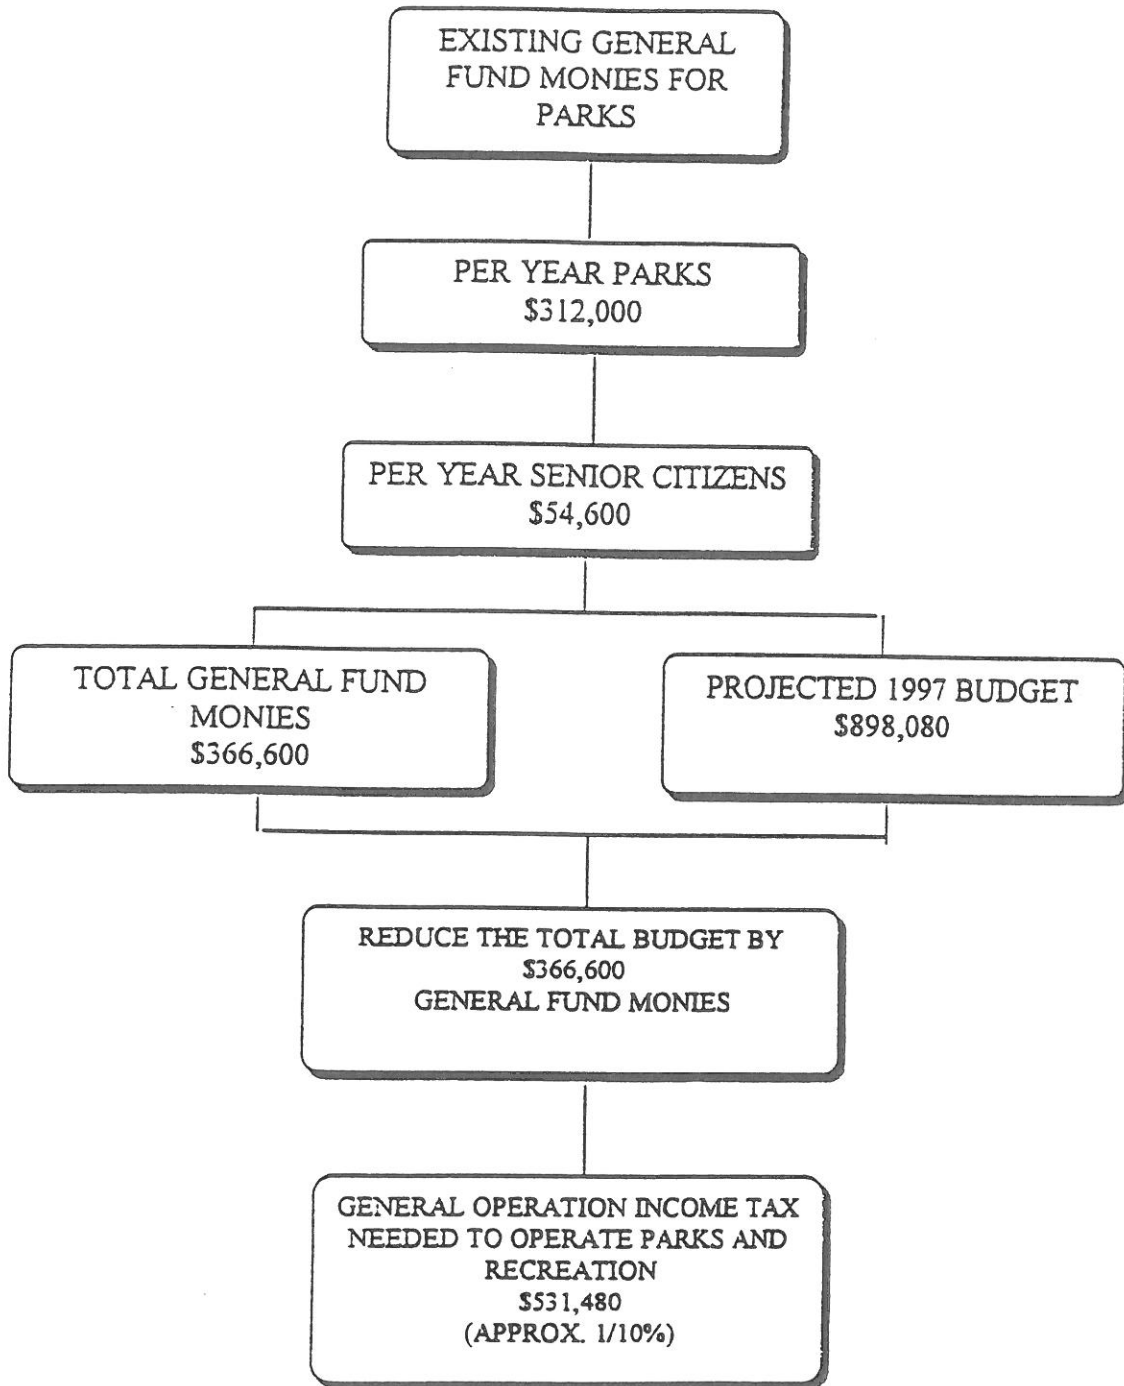 EXISTING GENERAL
FUND MONIES FOR
PARKS
PER YEAR PARKS
$312,000
PER YEAR SENIOR CITIZENS
$54,600
TOTAL GENERAL FUND
MONIES
$366,600
PROJECTED 1997 BUDGET
$898,080
REDUCE THE TOTAL BUDGET BY
$366,600
GENERAL FUND MONIES
GENERAL OPERATION INCOME TAX
NEEDED TO OPERATE PARKS AND
RECREATION
$531,480
(APPROX. 1/10%)